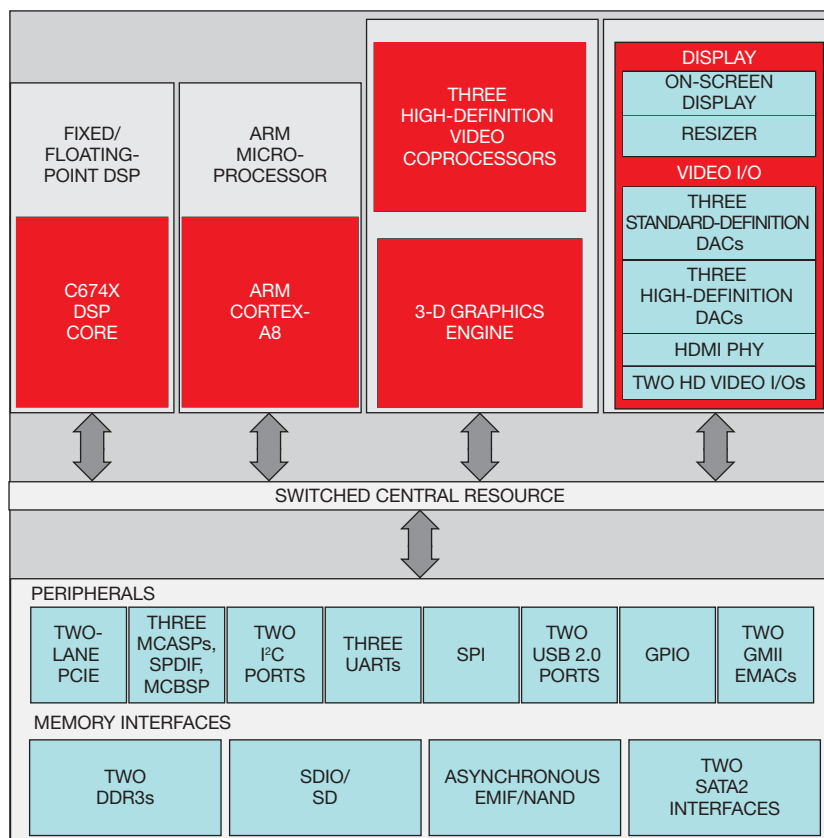 FIXED/
FLOATING-
POINT DSP
C674X
DSP
CORE
ARM
MICRO-
PROCESSOR
ARM
CORTEX-
A8
THREE
HIGH-DEFINITION
VIDEO
COPROCESSORS
3-D GRAPHICS
ENGINE
DISPLAY
ON-SCREEN
DISPLAY
RESIZER
VIDEO I/O
THREE
STANDARD-DEFINITION
DACs
THREE
HIGH-DEFINITION
DACs
HDMI PHY
TWO HD VIDEO I/Os
SWITCHED CENTRAL RESOURCE
PERIPHERALS
TWO-
LANE
PCIE
THREE
MCASPs,
SPDIF,
MCBSP
TWO
I²C
PORTS
THREE
UARTs
SPI
TWO
USB 2.0
PORTS
GPIO
TWO
GMII
EMACs
MEMORY INTERFACES
TWO
DDR3s
SDIO/
SD
ASYNCHRONOUS
EMIF/NAND
TWO
SATA2
INTERFACES